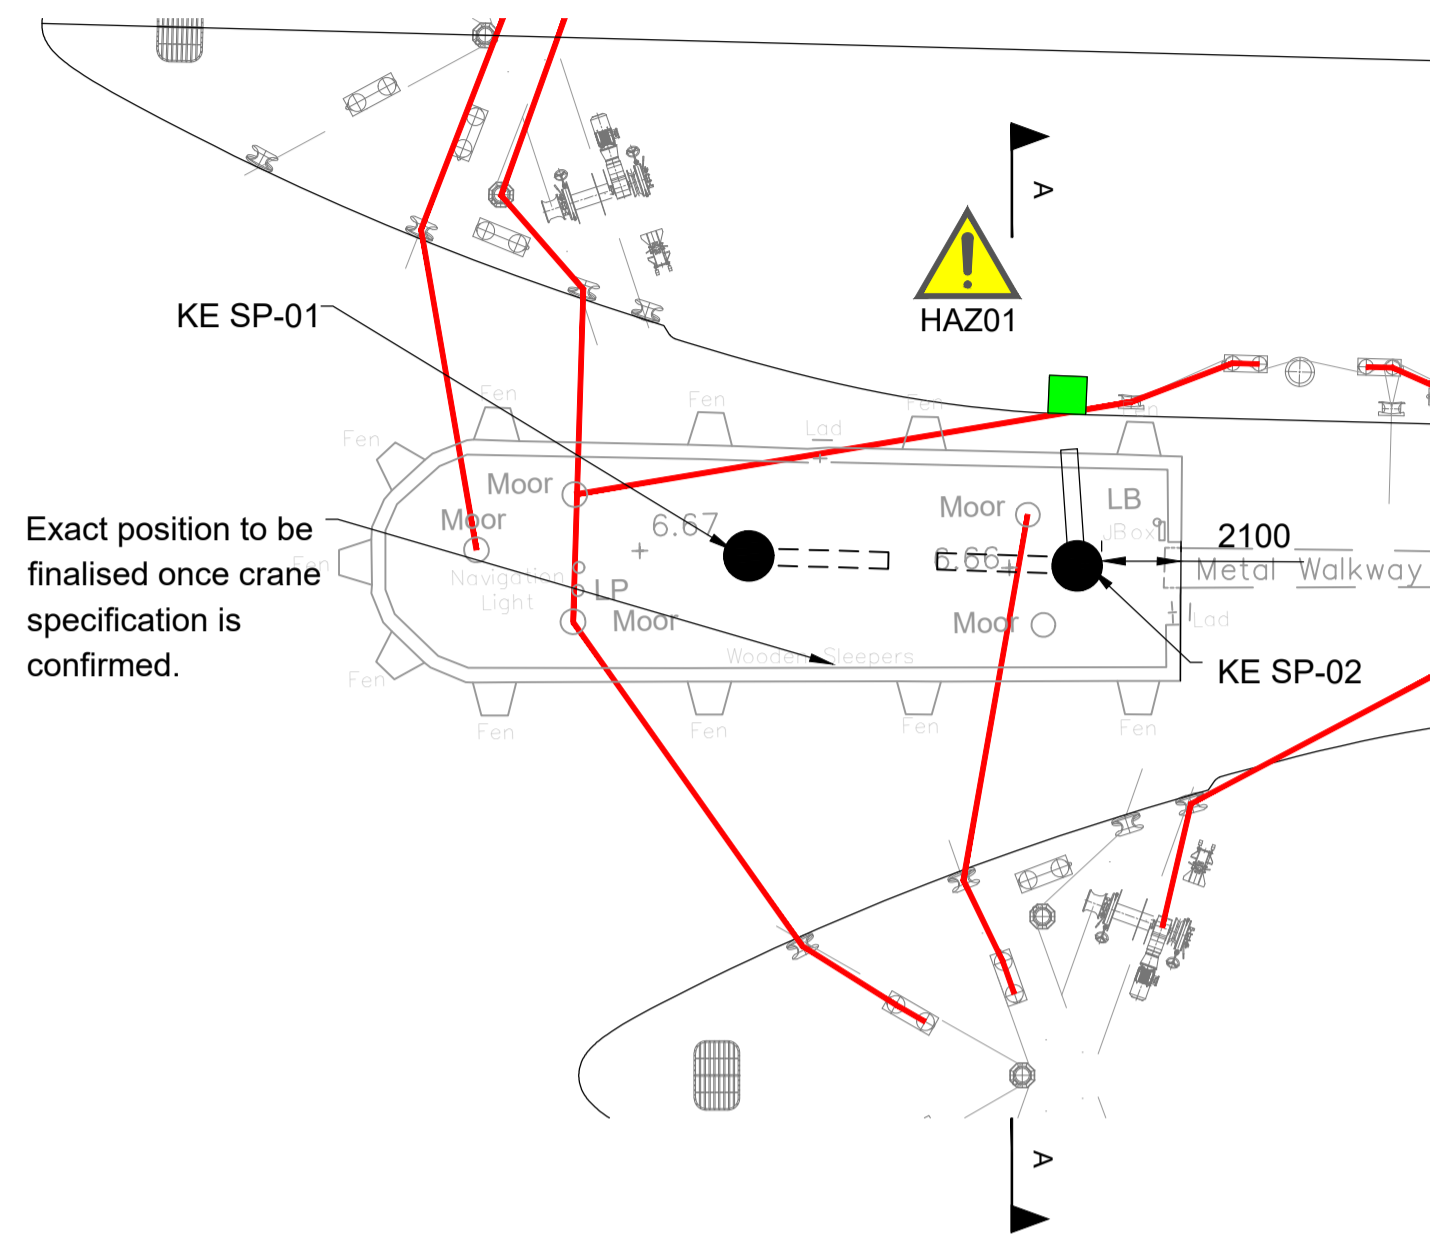 A
HAZ01
KE SP-01
Fen
Fen
Fen
Fen
Lad
Fen
Moor
Moor
Moor
LB
6.67
JBox
2100
Exact position to be
finalised once crane
specification is
confirmed.
Fen
6.66
Metal Walkway
Navigation
Light
LP
Moor
Moor
Lad
Wooden Sleepers
KE SP-02
Fen
Fen
Fen
Fen
Fen
A